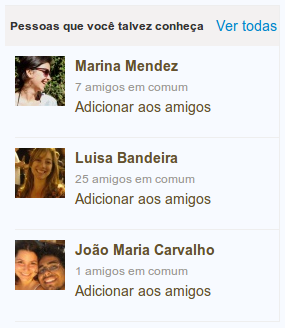 Pessoas que você talvez conheça Ver todas
Marina Mendez
7 amigos em comum
Adicionar aos amigos
Luisa Bandeira
25 amigos em comum
Adicionar aos amigos
João Maria Carvalho
1 amigos em comum
Adicionar aos amigos